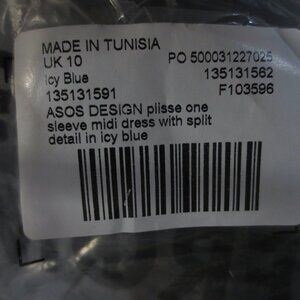 MADE IN TUNISIA
UK 10 PO 500031227025
Icy Blue 135131562
135131591 F103596
ASOS DESIGN plisse one
sleeve midi dress with split
detail in icy blue